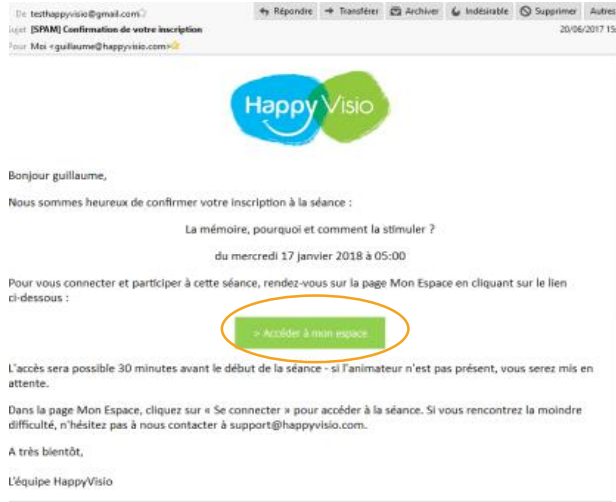 De testhappyvisio@gmail.com
Répondre Transférer Archiver Indésirable Supprimer Autres
Sujet [SPAM] Confirmation de votre inscription
20/06/2017 15
Pour Moi <guillaume@happyvisio.com>
Happy Visio
Bonjour guillaume,
Nous sommes heureux de confirmer votre inscription à la séance :
La mémoire, pourquoi et comment la stimuler ?
du mercredi 17 janvier 2018 à 05:00
Pour vous connecter et participer à cette séance, rendez-vous sur la page Mon Espace en cliquant sur le lien
ci-dessous :
> Accéder à mon espace
L'accès sera possible 30 minutes avant le début de la séance - si l'animateur n'est pas présent, vous serez mis en
attente.
Dans la page Mon Espace, cliquez sur « Se connecter » pour accéder à la séance. Si vous rencontrez la moindre
difficulté, n'hésitez pas à nous contacter à support@happyvisio.com.
A très bientôt,
L'équipe HappyVisio